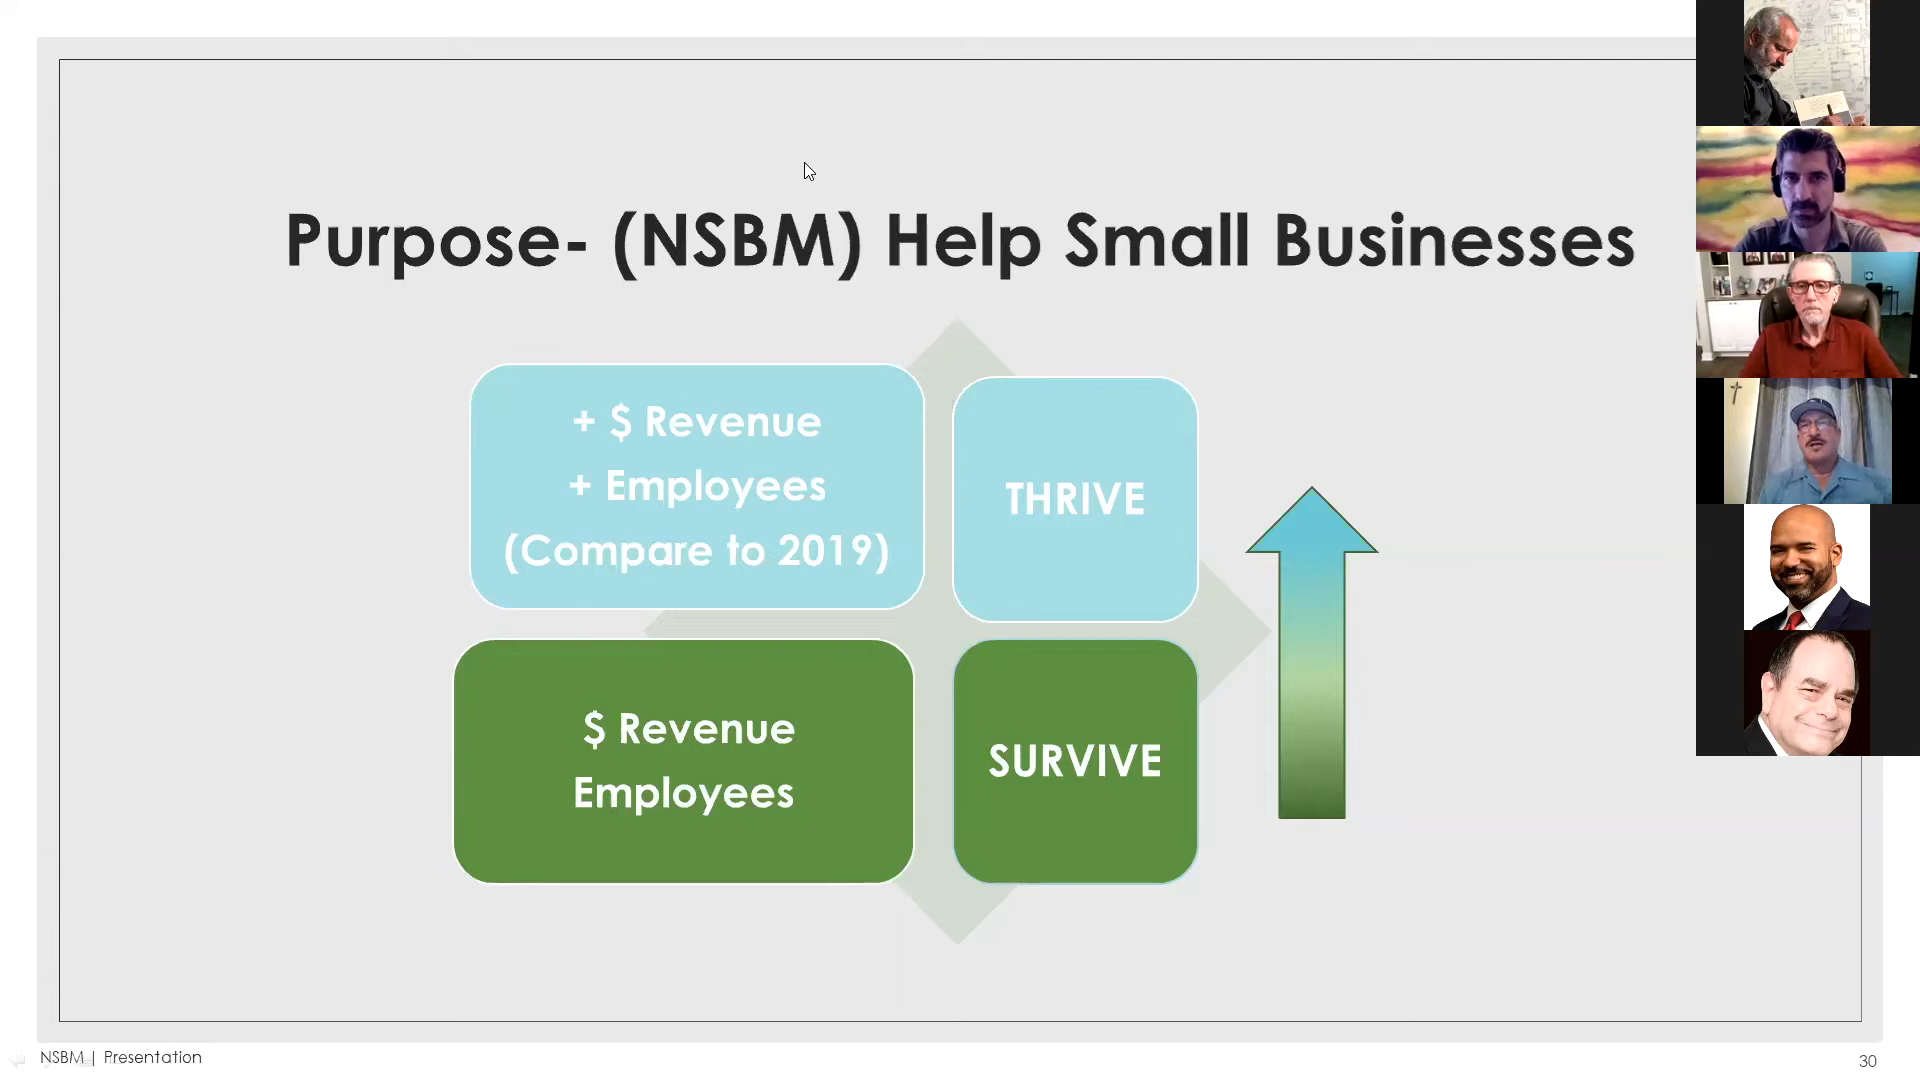 Purpose- (NSBM) Help Small Businesses
+ $ Revenue
+ Employees
(Compare to 2019)
THRIVE
$ Revenue
Employees
SURVIVE
NSBM | Presentation
30